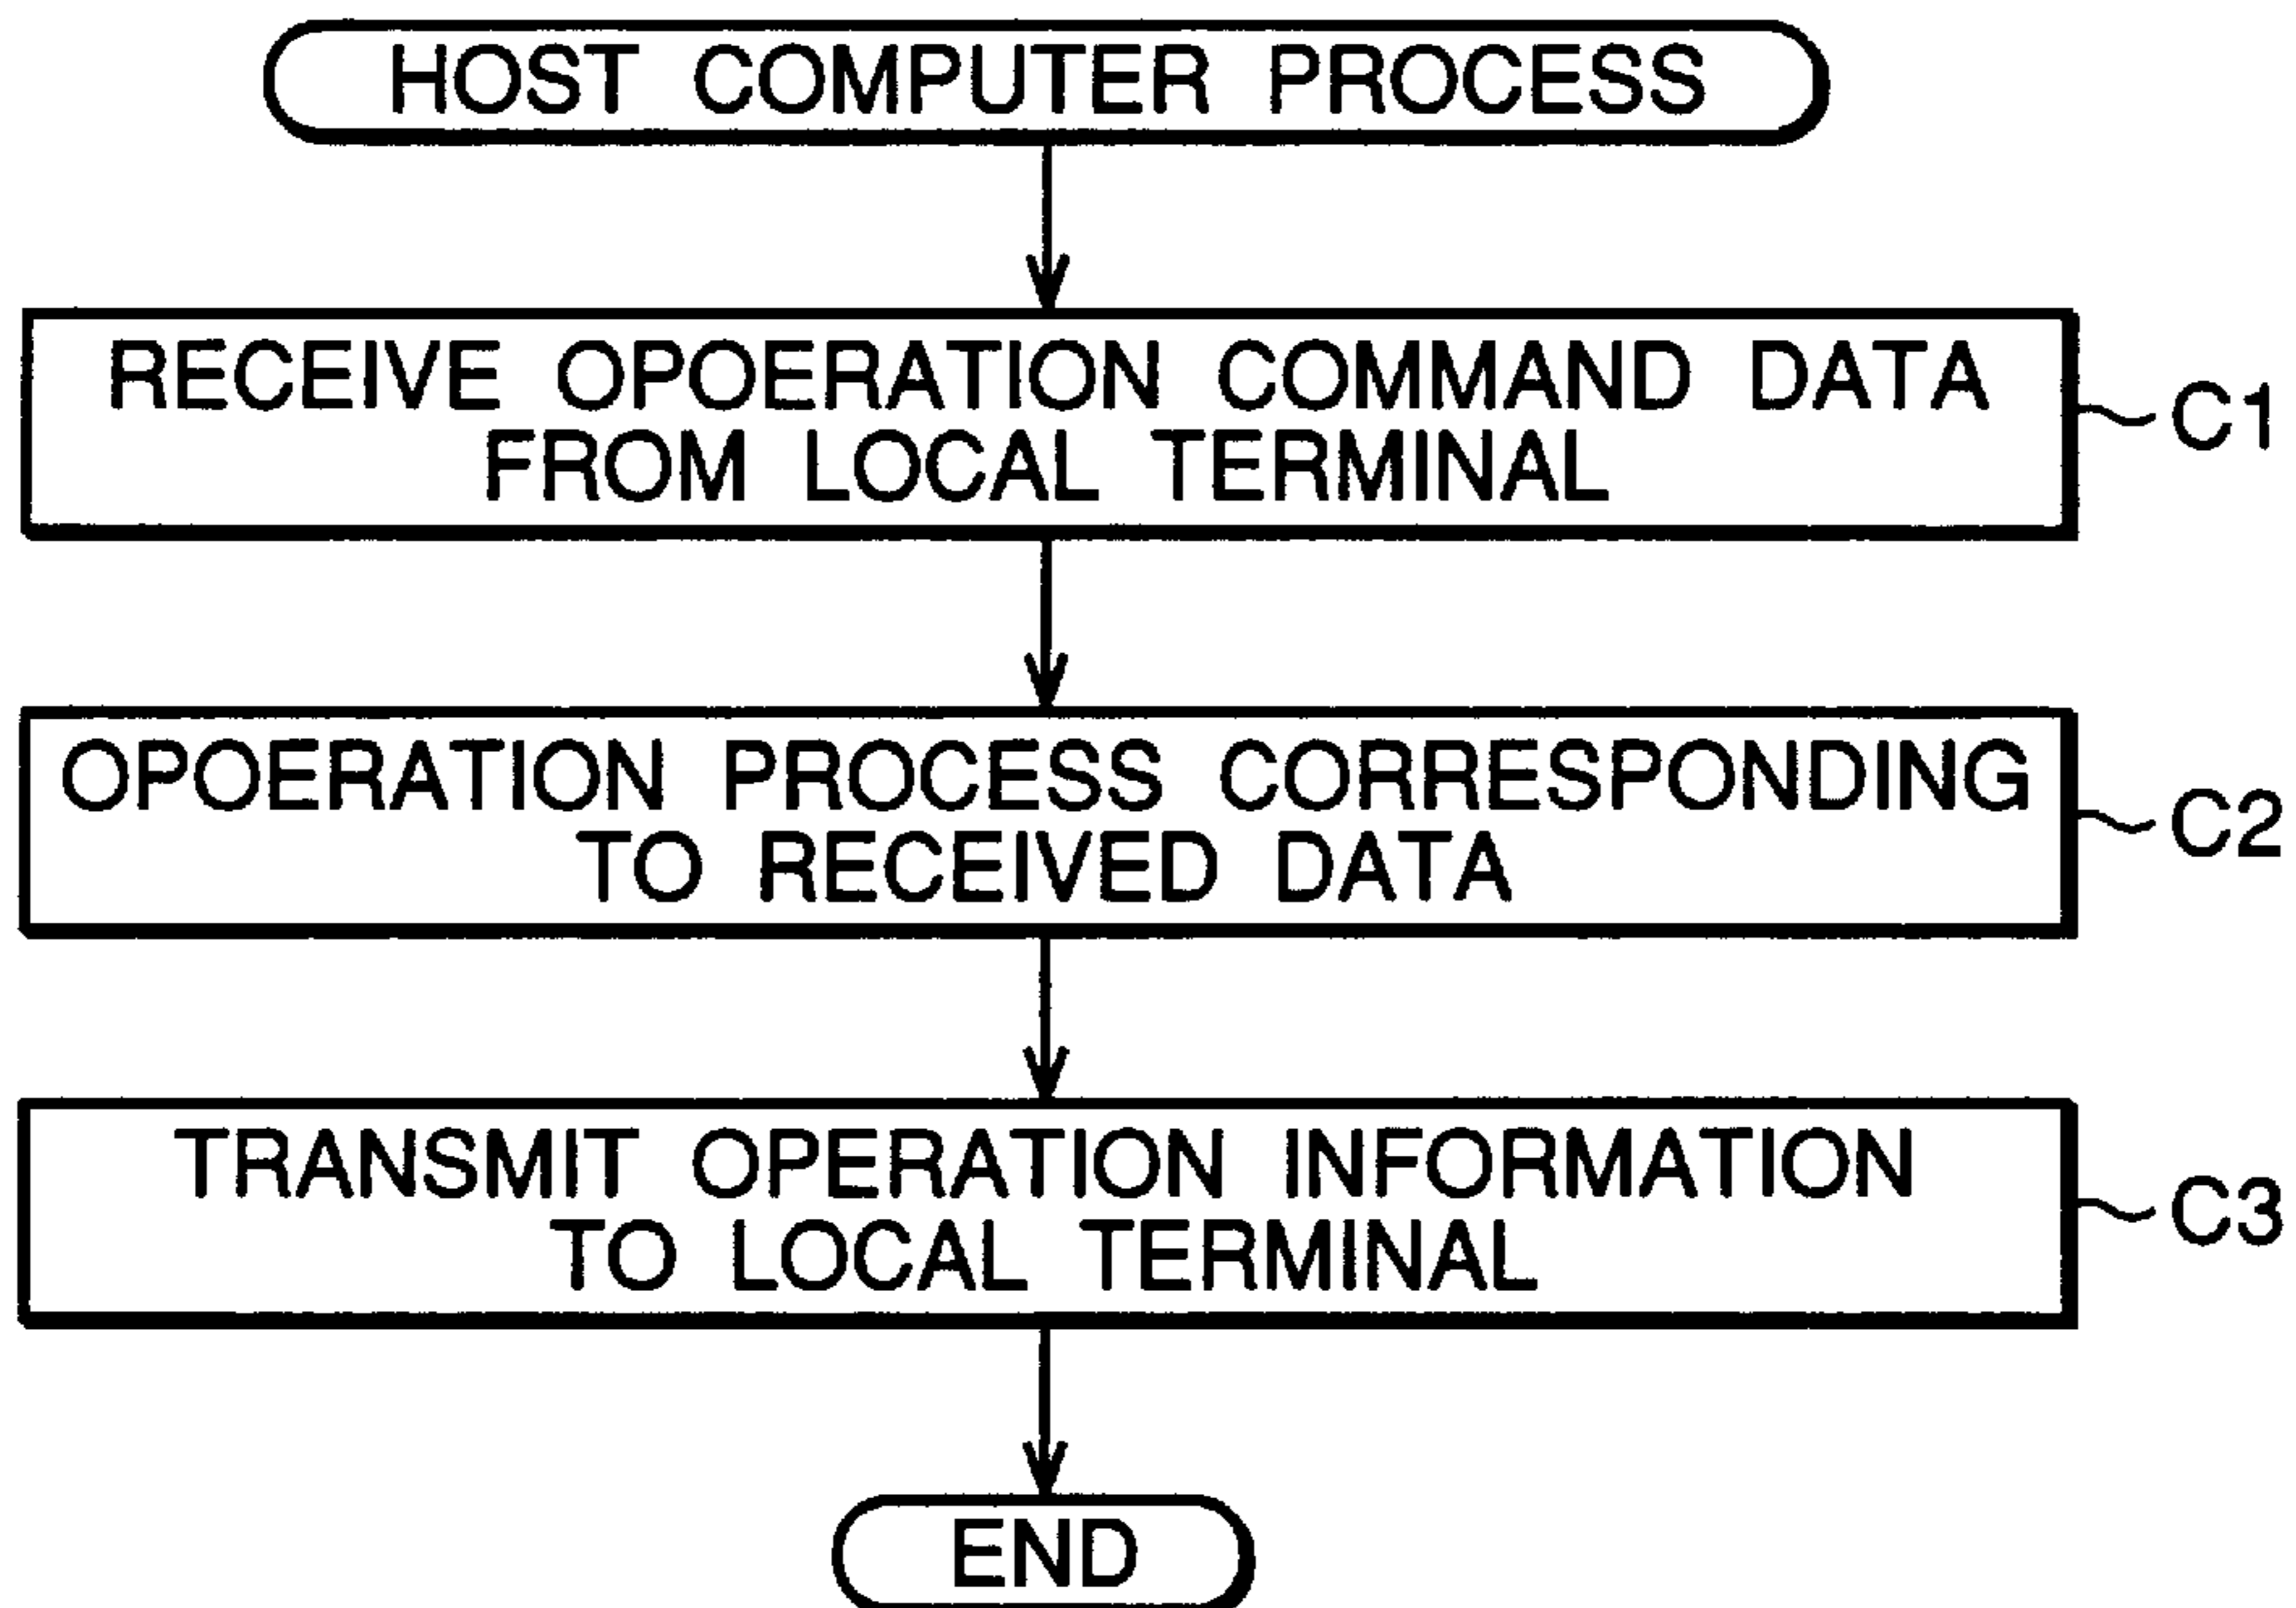 HOST COMPUTER PROCESS
RECEIVE OPOERATION COMMAND DATA
FROM LOCAL TERMINAL
C1
OPOERATION PROCESS CORRESPONDING
TO RECEIVED DATA
C2
TRANSMIT OPERATION INFORMATION
TO LOCAL TERMINAL
C3
END